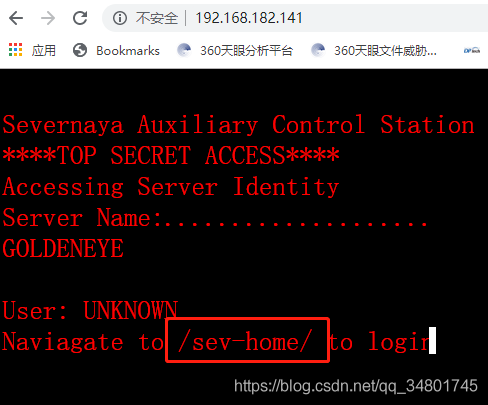 不安全 | 192.168.182.141
应用 Bookmarks 360天眼分析平台 360天眼文件威胁...
Severnaya Auxiliary Control Station
****TOP SECRET ACCESS****
Accessing Server Identity
Server Name:....................
GOLDENEYE
User: UNKNOWN
Naviagate to /sev-home/ to login
https://blog.csdn.net/qq_34801745